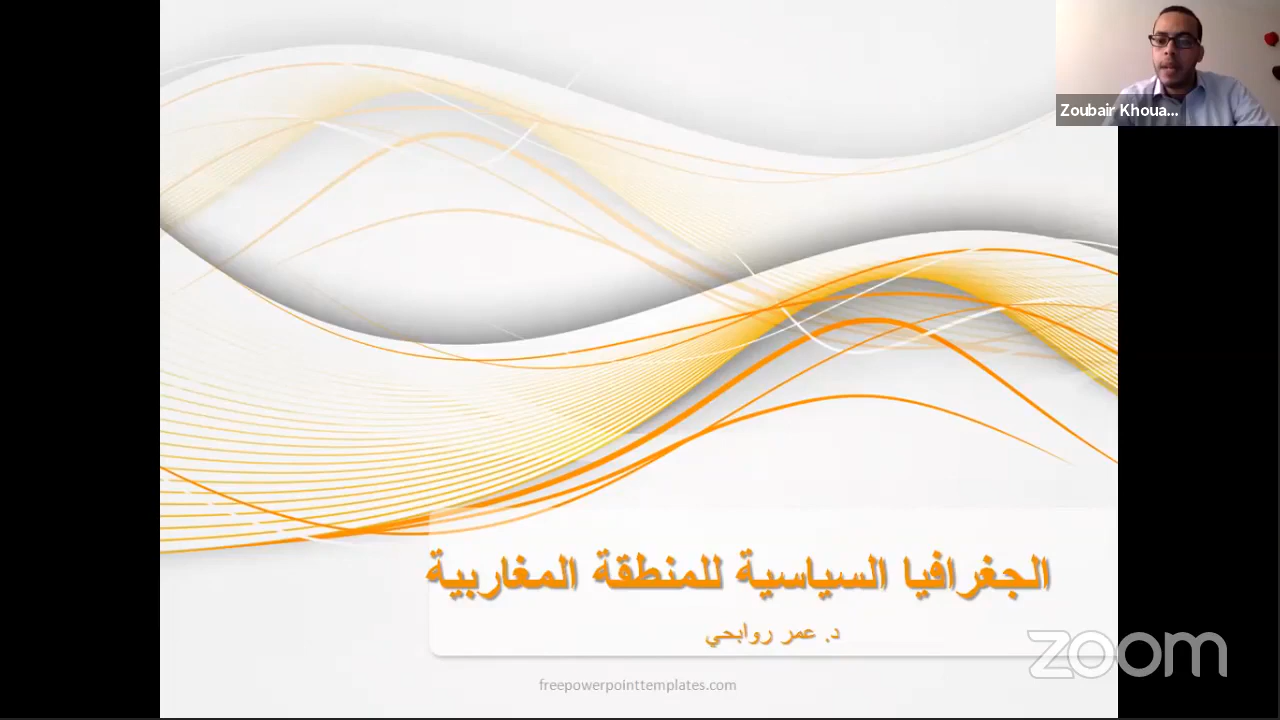 Zoubair Khoua...
الجغرافيا السياسية للمنطقة المغاربية
د. عمر روابحي
zoom
freepowerpointtemplates.com